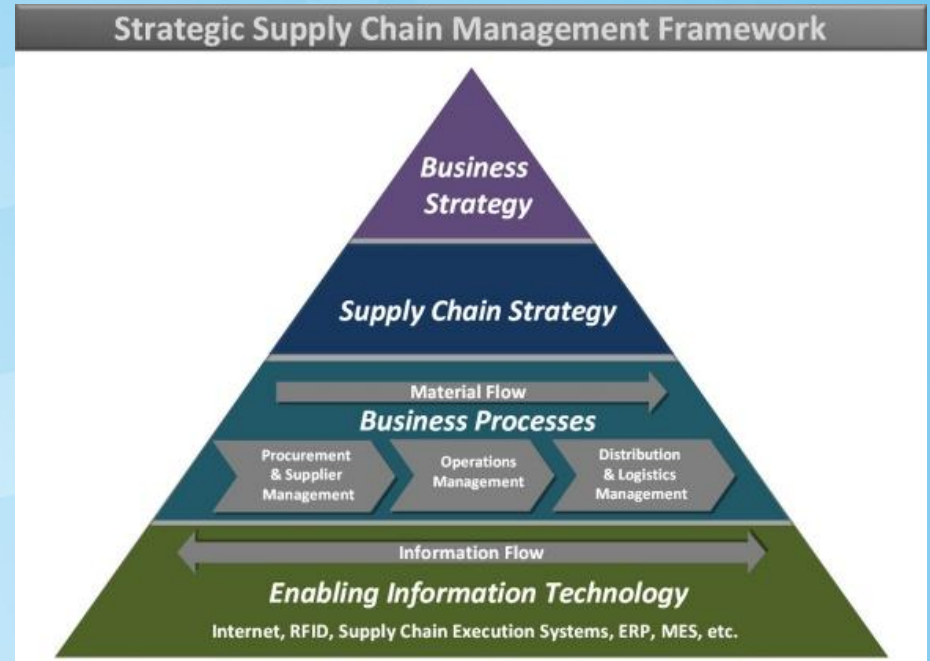 Strategic Supply Chain Management Framework
Business
Strategy
Supply Chain Strategy
Material Flow
Business Processes
Procurement
& Supplier
Management
Operations
Management
Distribution
& Logistics
Management
Information Flow
Enabling Information Technology
Internet, RFID, Supply Chain Execution Systems, ERP, MES, etc.